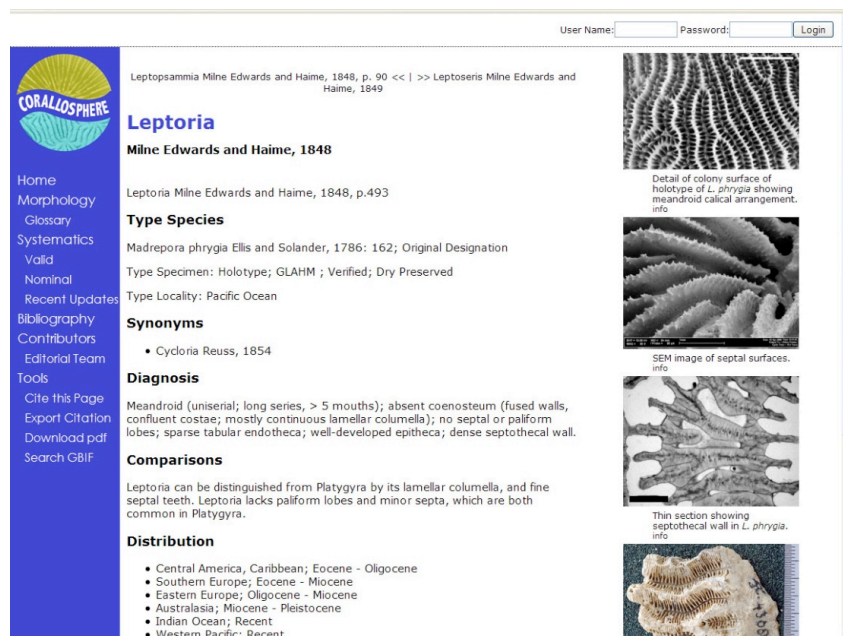 User Name: Password: Login
CORALLOSPHERE
Home
Morphology
Glossary
Systematics
Valid
Nominal
Recent Updates
Bibliography
Contributors
Editorial Team
Tools
Cite this Page
Export Citation
Download pdf
Search GBIF
Leptopsammia Milne Edwards and Haime, 1848, p. 90 << | >> Leptoseris Milne Edwards and
Haime, 1849
Leptoria
Milne Edwards and Haime, 1848
Leptoria Milne Edwards and Haime, 1848, p.493
Type Species
Madrepora phrygia Ellis and Solander, 1786: 162; Original Designation
Type Specimen: Holotype; GLAHM ; Verified; Dry Preserved
Type Locality: Pacific Ocean
Synonyms
• Cycloria Reuss, 1854
Diagnosis
Meandroid (uniserial; long series, > 5 mouths); absent coenosteum (fused walls,
confluent costae; mostly continuous lamellar columella); no septal or paliform
lobes; sparse tabular endotheca; well-developed epitheca; dense septothecal wall.
Comparisons
Leptoria can be distinguished from Platygyra by its lamellar columella, and fine
septal teeth. Leptoria lacks paliform lobes and minor septa, which are both
common in Platygyra.
Distribution
• Central America, Caribbean; Eocene - Oligocene
• Southern Europe; Eocene - Miocene
• Eastern Europe; Oligocene - Miocene
• Australasia; Miocene - Pleistocene
• Indian Ocean; Recent
• Western Pacific; Recent
Detail of colony surface of
holotype of L. phrygia showing
meandroid calical arrangement.
info
SEM image of septal surfaces.
info
Thin section showing
septothecal wall in L. phrygia.
info